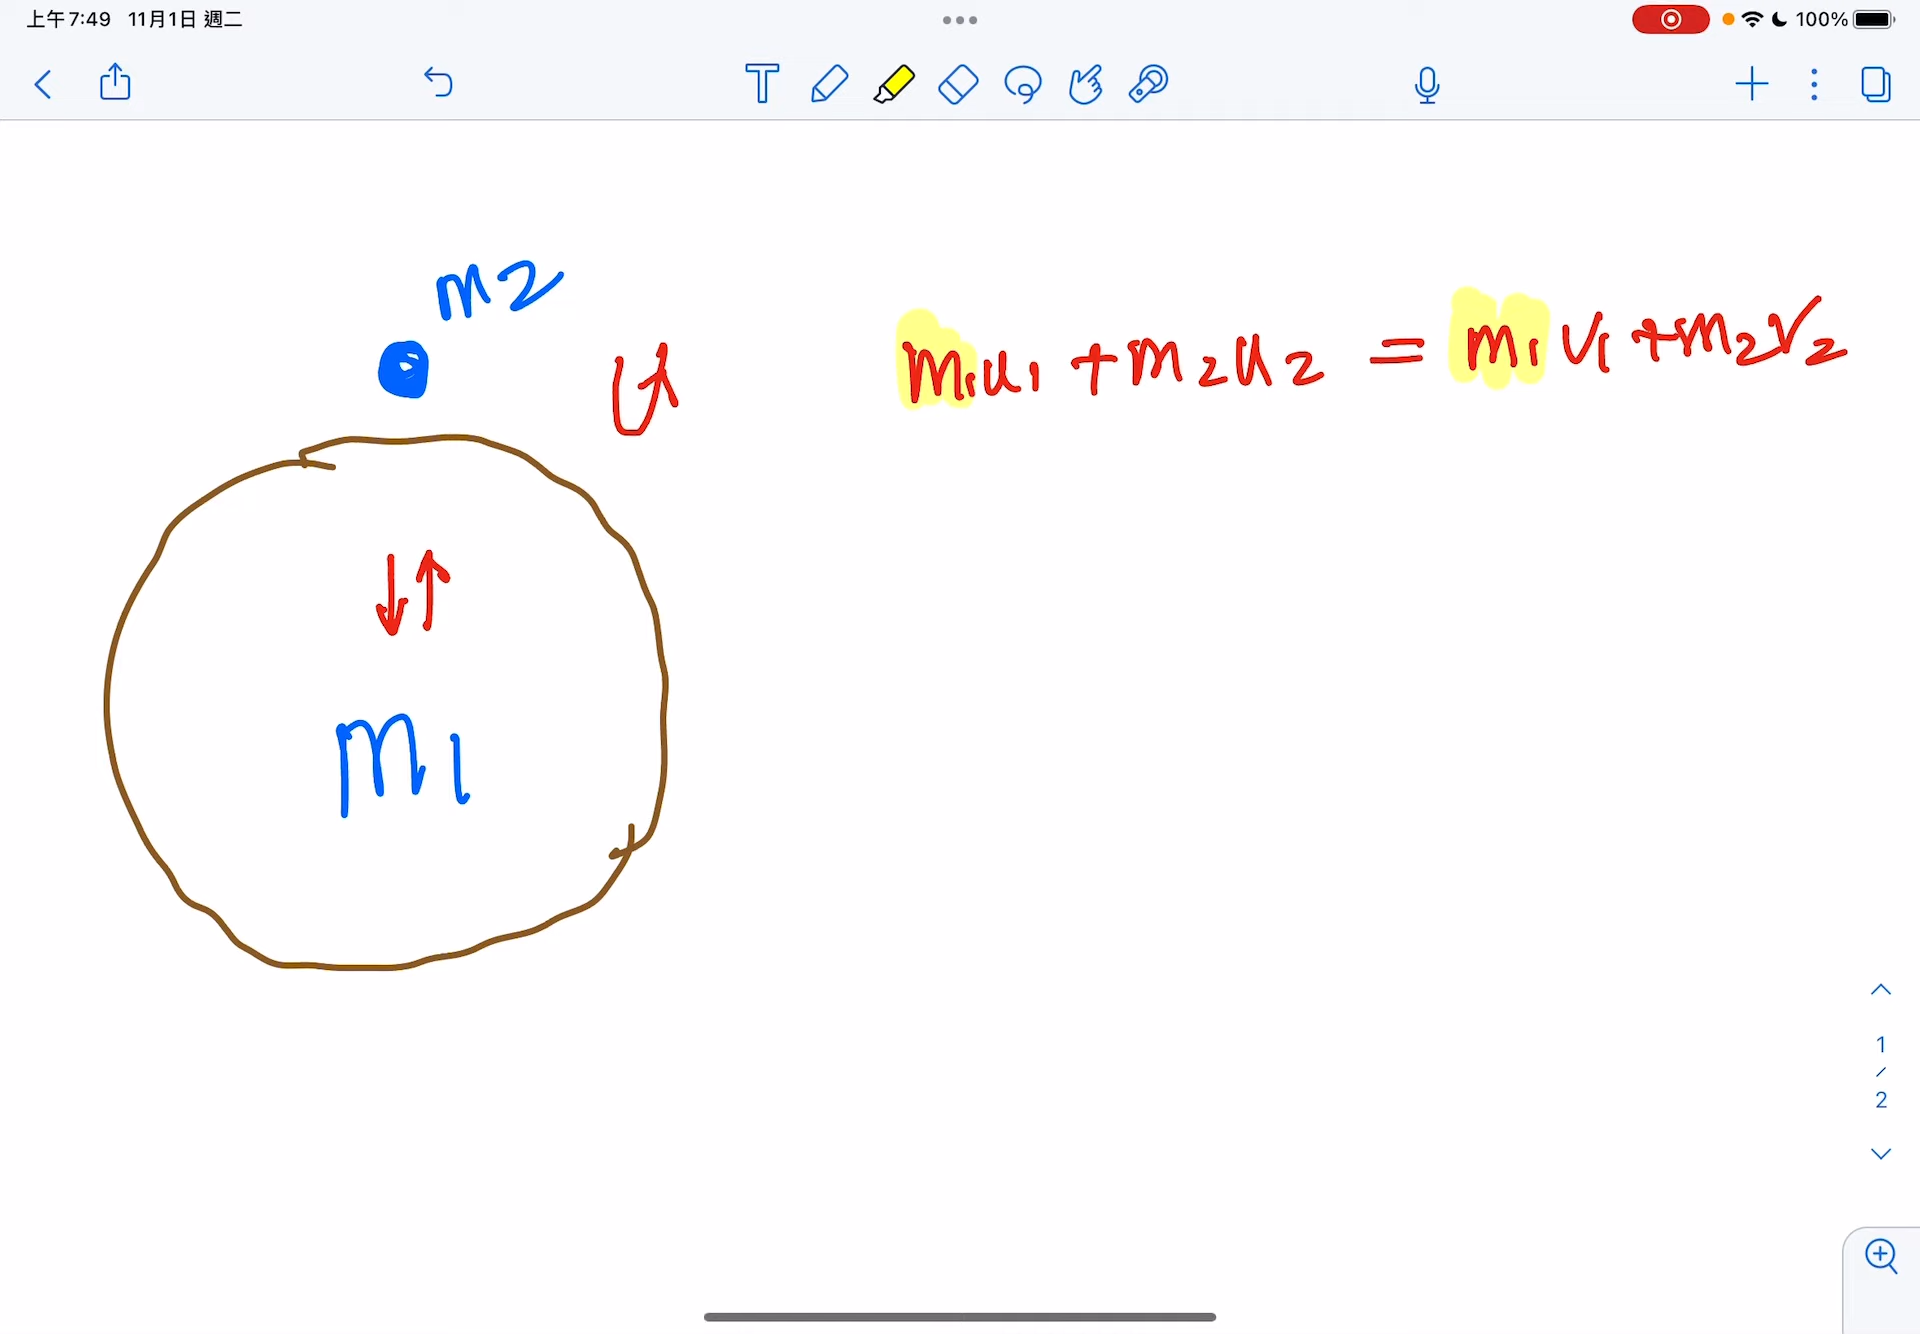 上午7:49 11月1日 週二
100%
m2
m₁u₁ + m₂u₂ = m₁v₁ + m₂v₂
m1
1
/
2